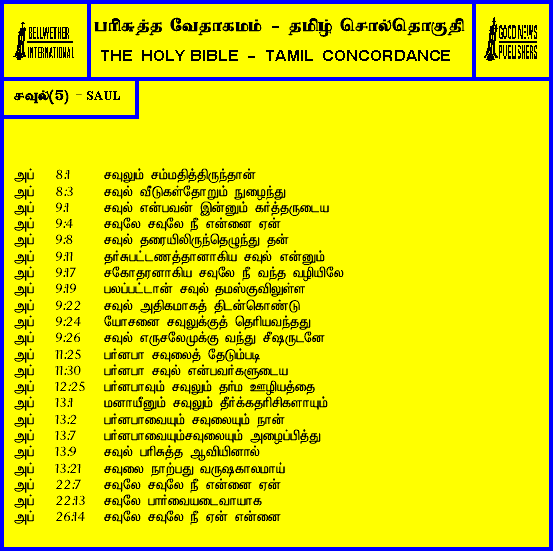 BELLWETHER
INTERNATIONAL
பரிசுத்த வேதாகமம் - தமிழ் சொல்தொகுதி
THE HOLY BIBLE - TAMIL CONCORDANCE
GOOD NEWS
PUBLISHERS
சவுல்(5) - SAUL
அப் 8:1 சவுலும் சம்மதித்திருந்தான்
அப் 8:3 சவுல் வீடுகள்தோறும் நுழைந்து
அப் 9:1 சவுல் என்பவன் இன்னும் கர்த்தருடைய
அப் 9:4 சவுலே சவுலே நீ என்னை ஏன்
அப் 9:8 சவுல் தரையிலிருந்தெழுந்து தன்
அப் 9:11 தர்சுபட்டணத்தானாகிய சவுல் என்னும்
அப் 9:17 சகோதரனாகிய சவுலே நீ வந்த வழியிலே
அப் 9:19 பலப்பட்டான் சவுல் தமஸ்குவிலுள்ள
அப் 9:22 சவுல் அதிகமாகத் திடன்கொண்டு
அப் 9:24 யோசனை சவுலுக்குத் தெரியவந்தது
அப் 9:26 சவுல் எருசலேமுக்கு வந்து சீஷருடனே
அப் 11:25 பர்னபா சவுலைத் தேடும்படி
அப் 11:30 பர்னபா சவுல் என்பவர்களுடைய
அப் 12:25 பர்னபாவும் சவுலும் தர்ம ஊழியத்தை
அப் 13:1 மனாயீனும் சவுலும் தீர்க்கதரிசிகளாயும்
அப் 13:2 பர்னபாவையும் சவுலையும் நான்
அப் 13:7 பர்னபாவையும்சவுலையும் அழைப்பித்து
அப் 13:9 சவுல் பரிசுத்த ஆவியினால்
அப் 13:21 சவுலை நாற்பது வருஷகாலமாய்
அப் 22:7 சவுலே சவுலே நீ என்னை ஏன்
அப் 22:13 சவுலே பார்வையடைவாயாக
அப் 26:14 சவுலே சவுலே நீ ஏன் என்னை